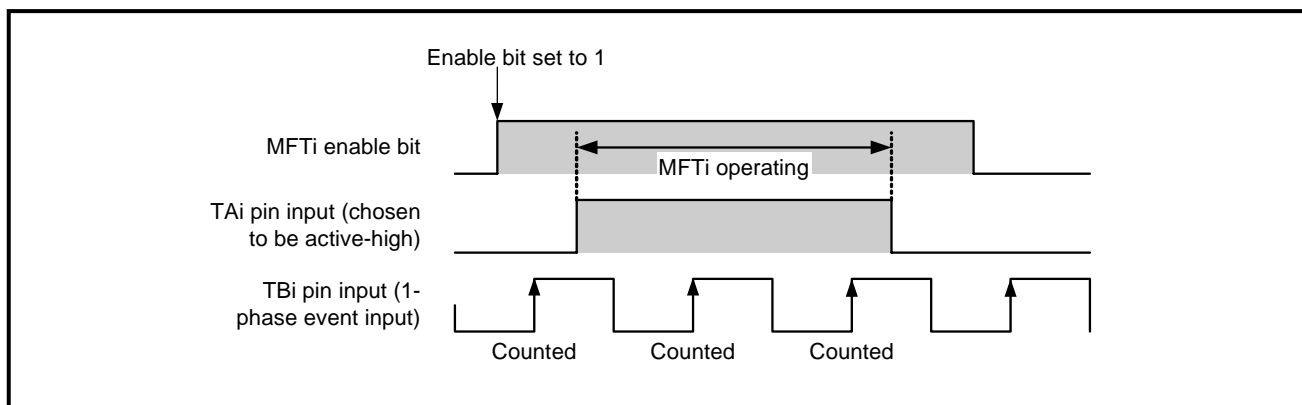 Enable bit set to 1
MFTi enable bit
MFTi operating
TAi pin input (chosen
to be active-high)
TBi pin input (1-
phase event input)
Counted
Counted
Counted